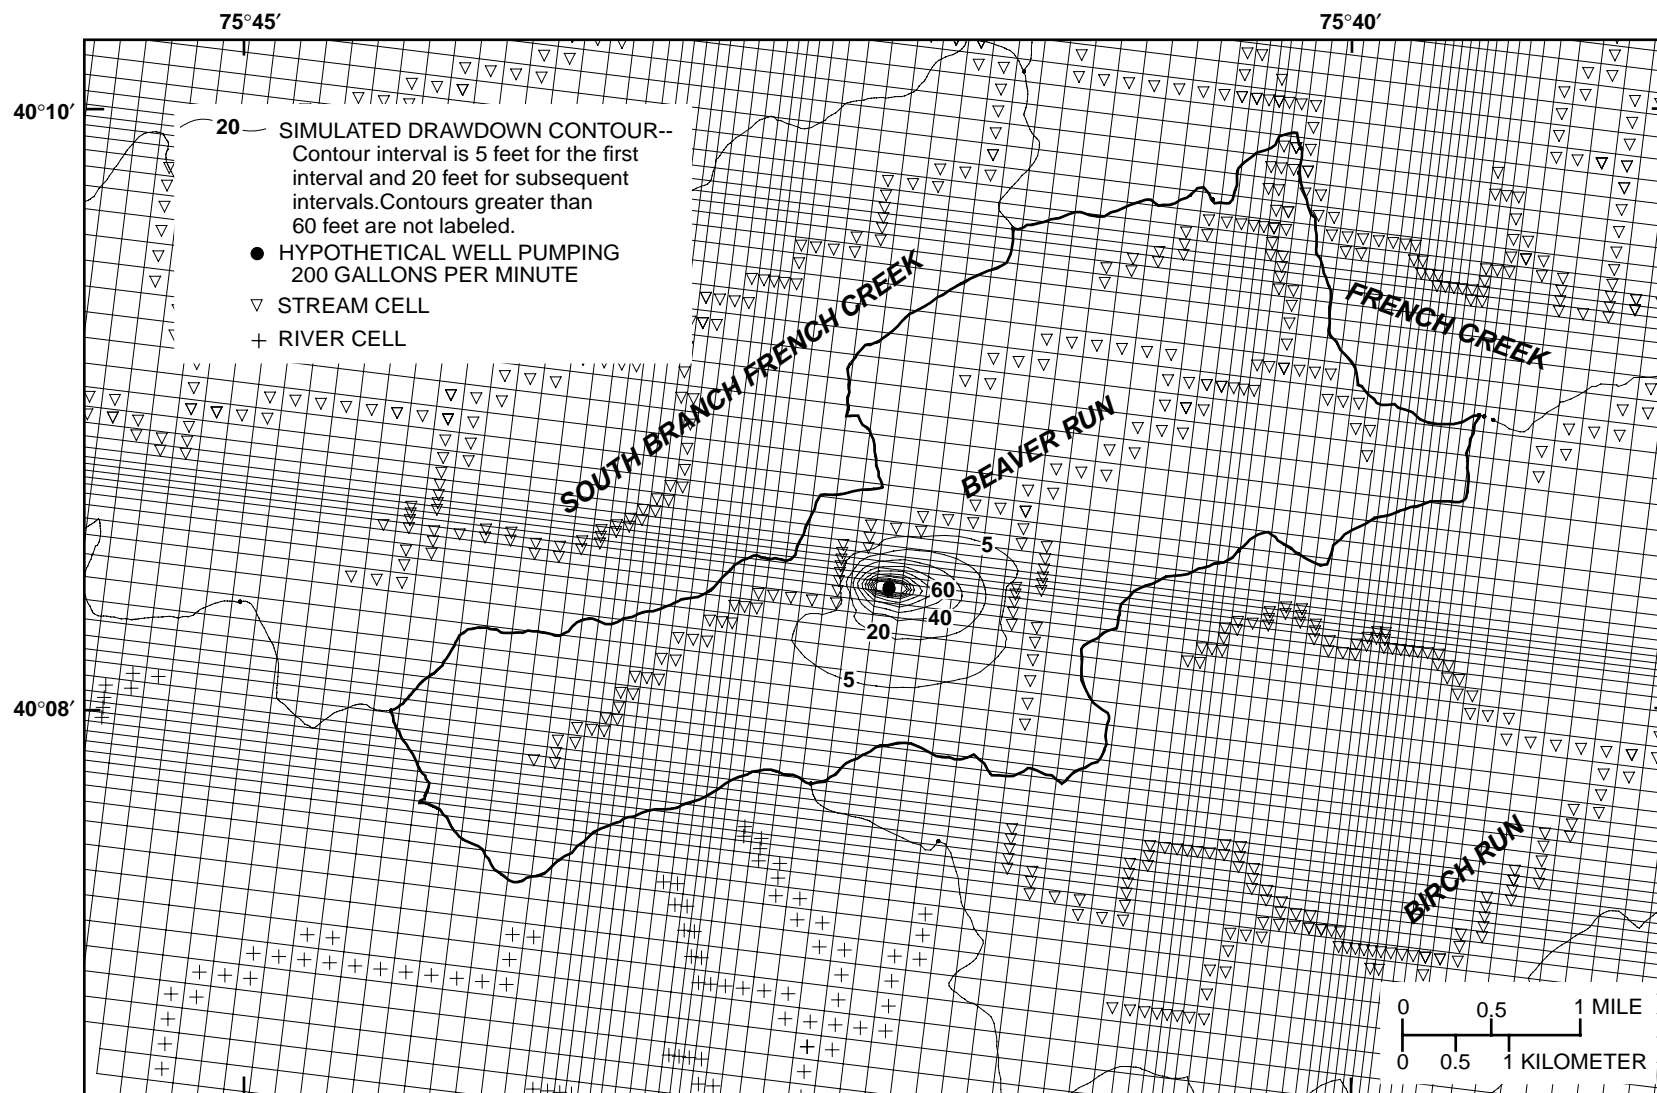 75°45′
75°40′
40°10′
20
SIMULATED DRAWDOWN CONTOUR--
Contour interval is 5 feet for the first
interval and 20 feet for subsequent
intervals.Contours greater than
60 feet are not labeled.
HYPOTHETICAL WELL PUMPING
200 GALLONS PER MINUTE
STREAM CELL
RIVER CELL
SOUTH BRANCH FRENCH CREEK
FRENCH CREEK
BEAVER RUN
5
60
40
20
5
40°08′
BIRCH RUN
0 0.5 1 MILE
0 0.5 1 KILOMETER